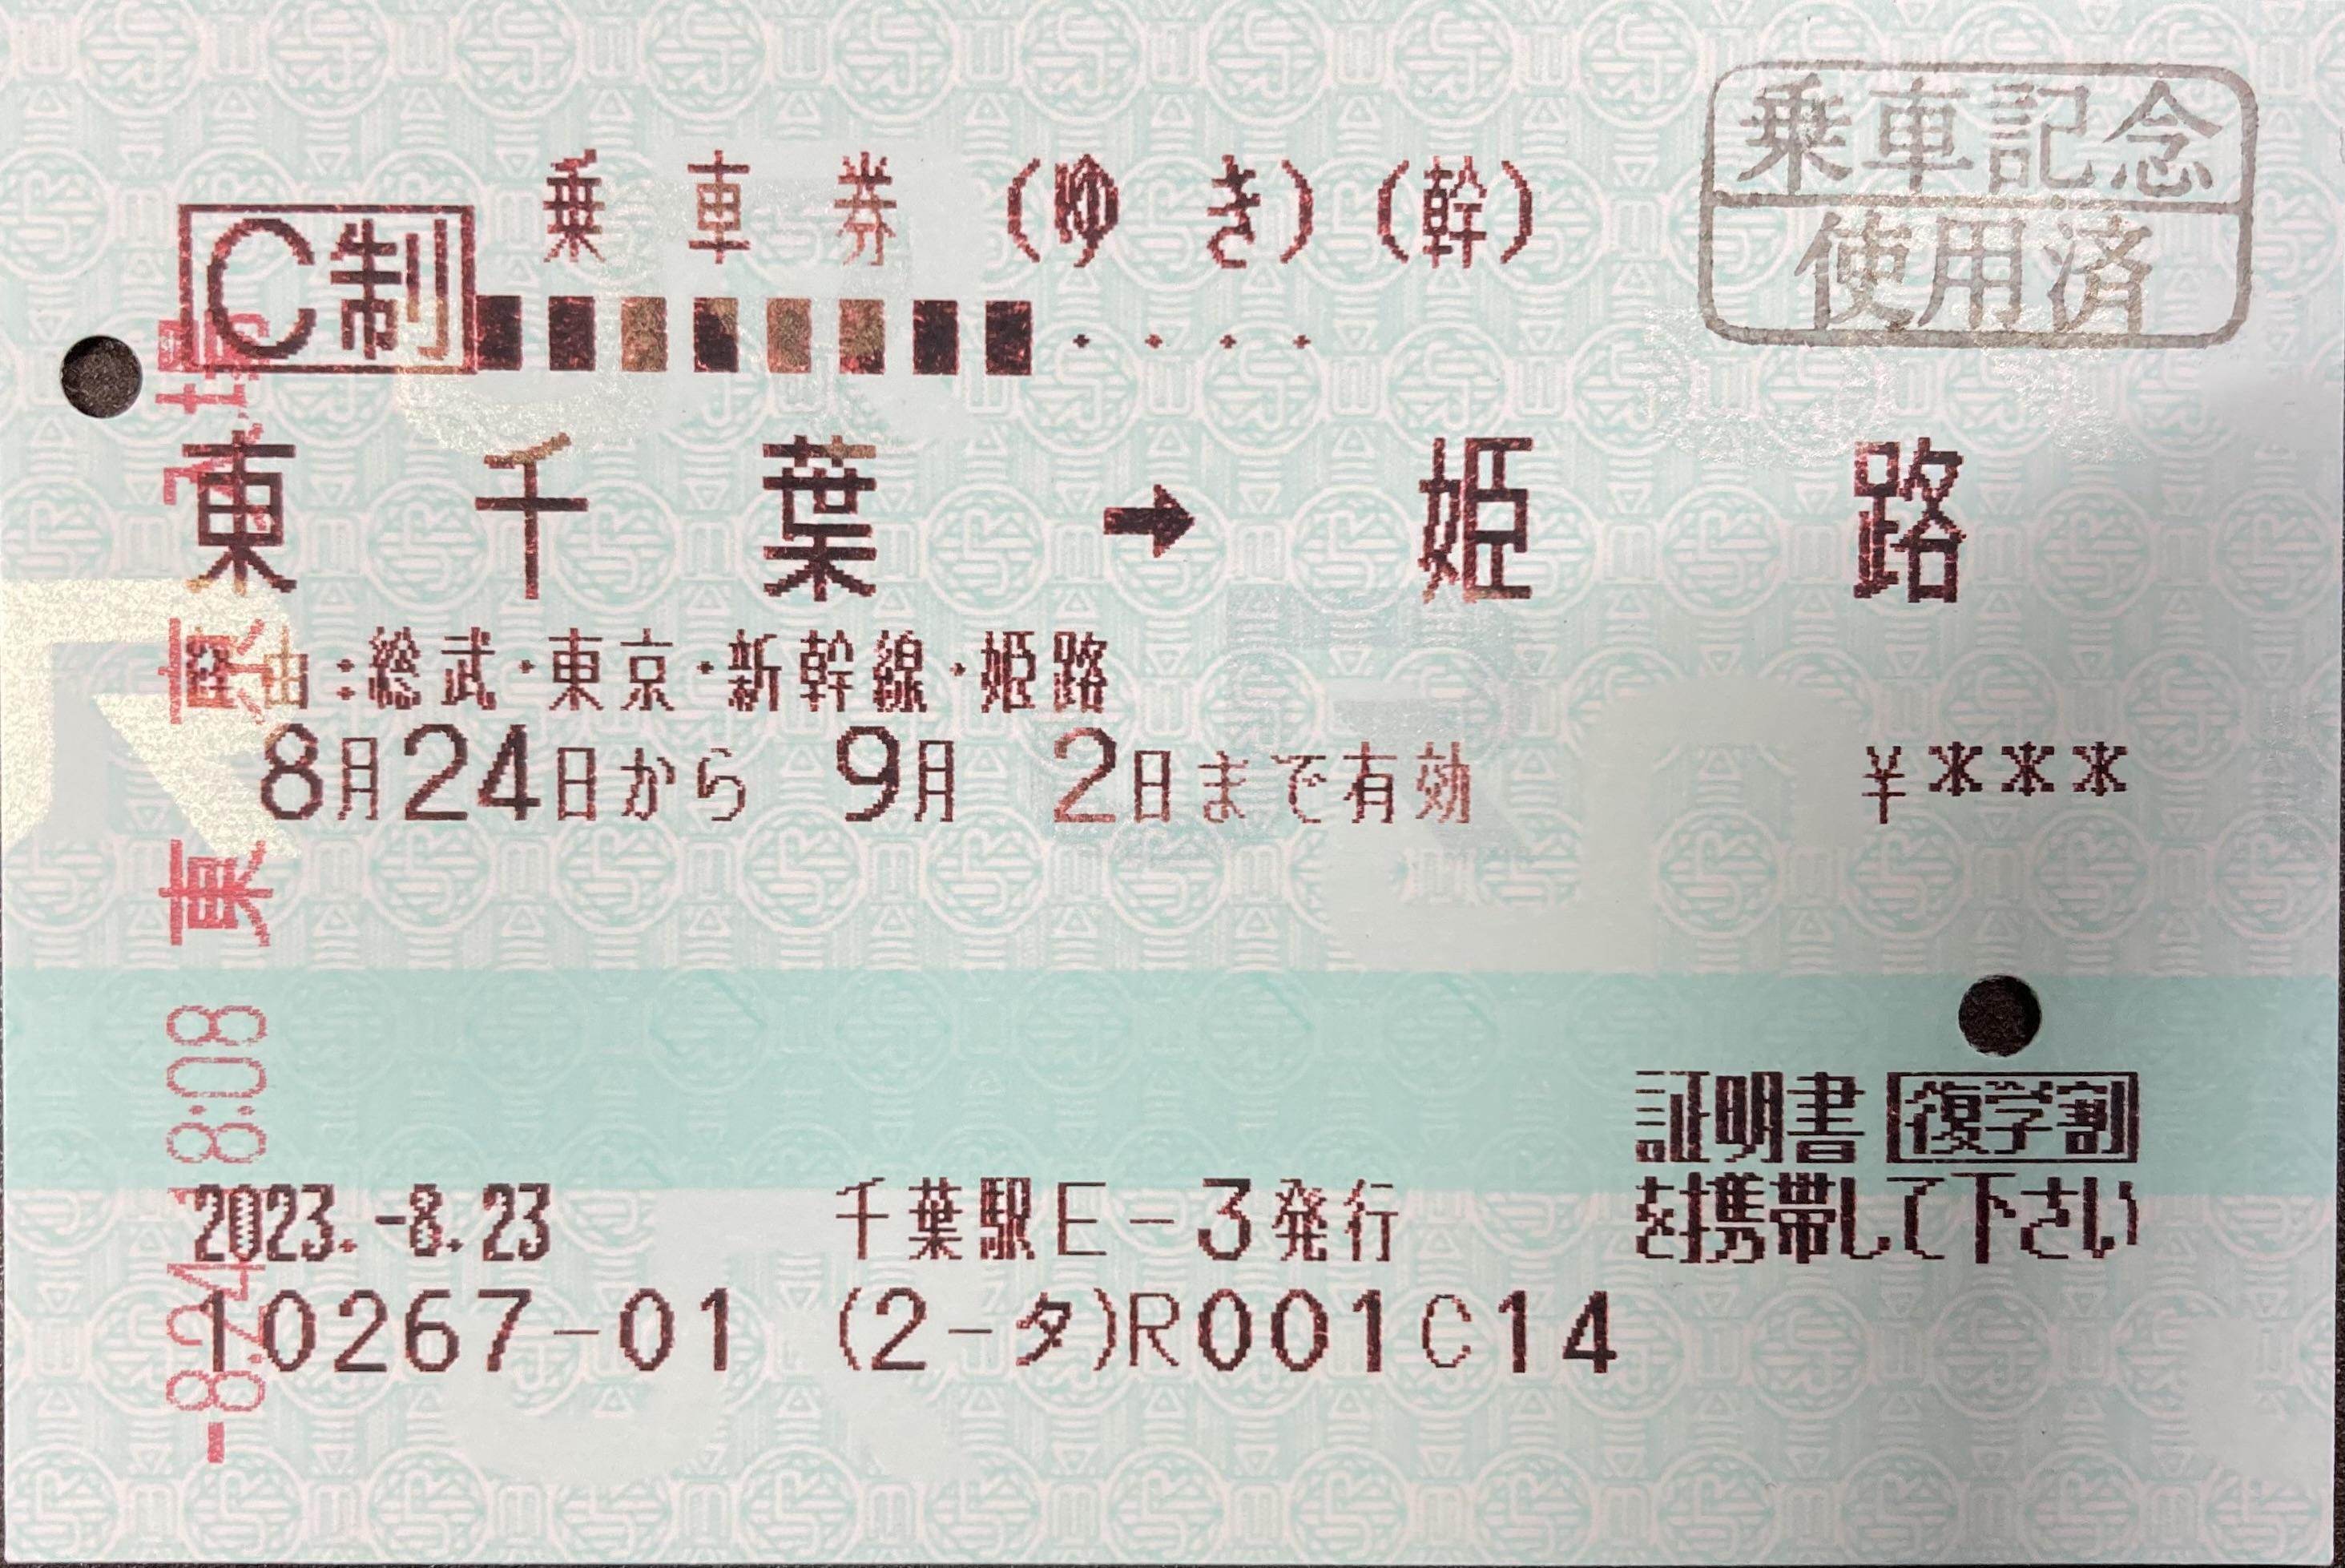 乗車記念
使用済
乗車券(ゆき)(幹)
C制
■■■■■■■■・・・・
東千葉→姫路
経由:総武・東京・新幹線・姫路
8月24日から 9月 2日まで有効 ¥***
証明書 復学割
を携帯して下さい
2023.-8.23 千葉駅E-3発行
10267-01 (2-タ)R001C14
-8.24 8:08 東京